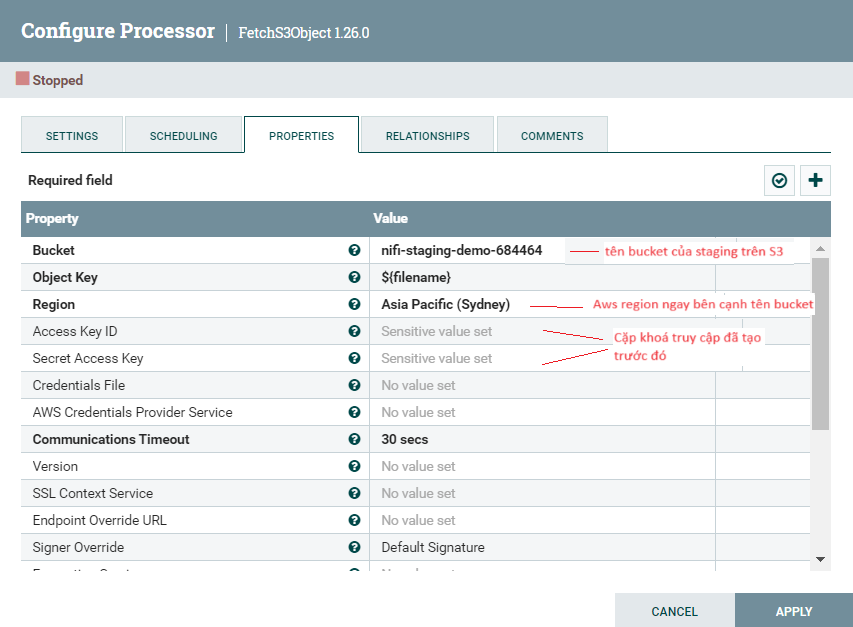 Configure Processor | FetchS3Object 1.26.0
Stopped
SETTINGS SCHEDULING PROPERTIES RELATIONSHIPS COMMENTS
Required field
Property Value
Bucket nifi-staging-demo-684464 tên bucket của staging trên S3
Object Key ${filename}
Region Asia Pacific (Sydney) Aws region ngay bên cạnh tên bucket
Access Key ID Sensitive value set Cặp khoá truy cập đã tạo
Secret Access Key Sensitive value set trước đó
Credentials File No value set
AWS Credentials Provider Service No value set
Communications Timeout 30 secs
Version No value set
SSL Context Service No value set
Endpoint Override URL No value set
Signer Override Default Signature
CANCEL APPLY